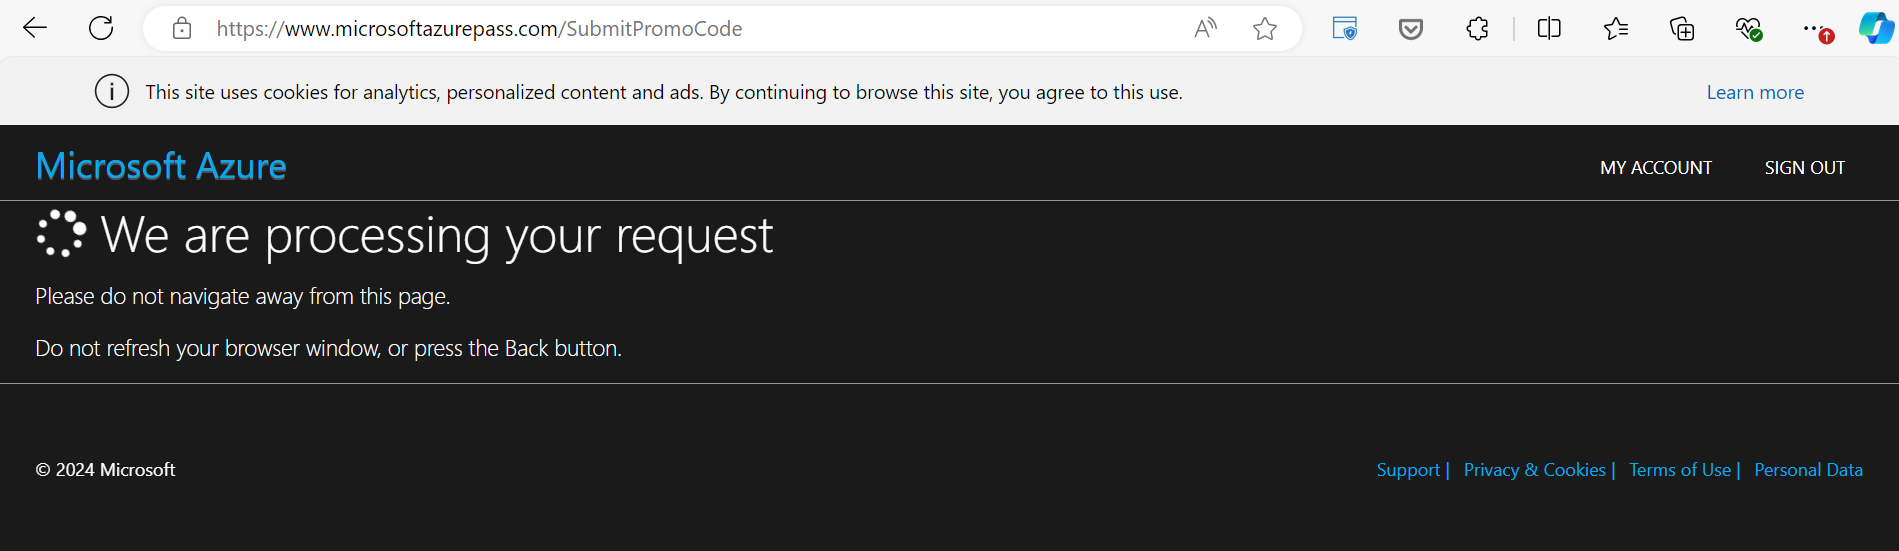 https://www.microsoftazurepass.com/SubmitPromoCode
This site uses cookies for analytics, personalized content and ads. By continuing to browse this site, you agree to this use.
Learn more
Microsoft Azure
MY ACCOUNT
SIGN OUT
We are processing your request
Please do not navigate away from this page.
Do not refresh your browser window, or press the Back button.
© 2024 Microsoft
Support | Privacy & Cookies | Terms of Use | Personal Data